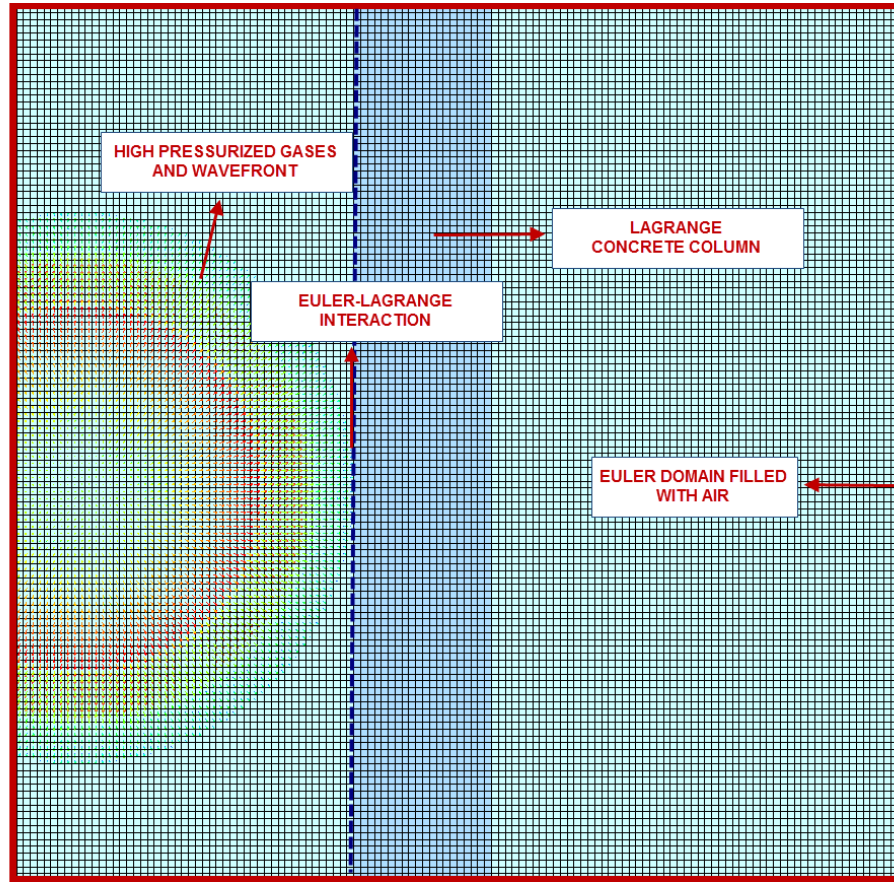 HIGH PRESSURIZED GASES
AND WAVEFRONT
LAGRANGE
CONCRETE COLUMN
EULER-LAGRANGE
INTERACTION
EULER DOMAIN FILLED
WITH AIR